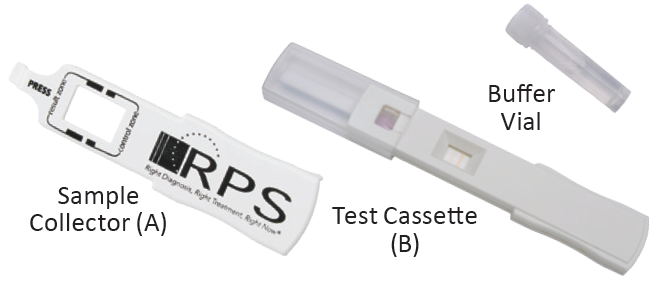 PRESS
result zone
control zone
RPS
Right Diagnosis, Right Treatment, Right Now®
Sample
Collector (A)
Test Cassette
(B)
Buffer
Vial